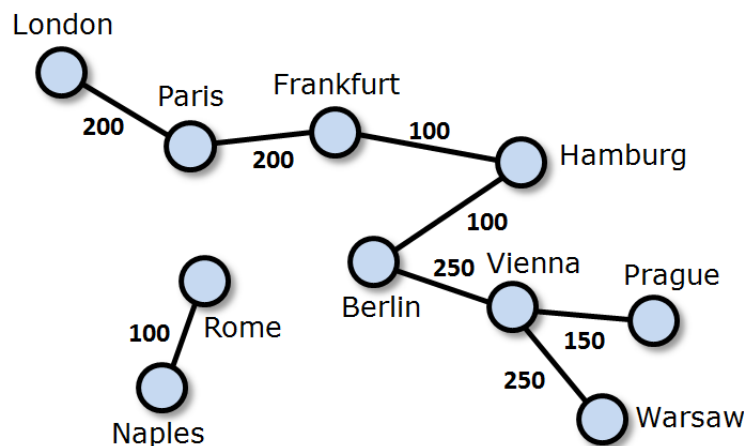 London
Paris
Frankfurt
200
200
100
Hamburg
100
250
Vienna
Prague
Berlin
150
Rome
100
250
Naples
Warsaw